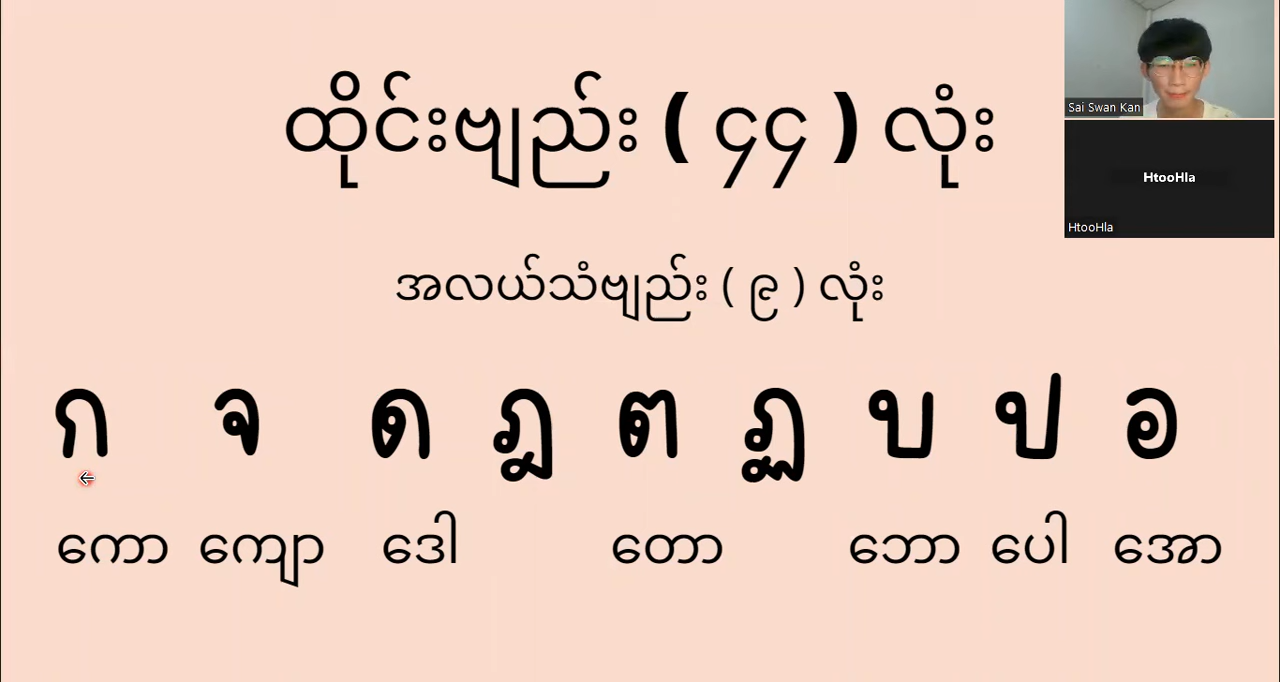 ထိုင်းဗျည်း ( ၄၄ ) လုံး
အလယ်သံဗျည်း ( ၉ ) လုံး
ก จ ด ฎ ต ฏ บ ป อ
ကော ကျော ဒေါ တော ဘော ပေါ အော
Sai Swan Kan
HtooHla
HtooHla